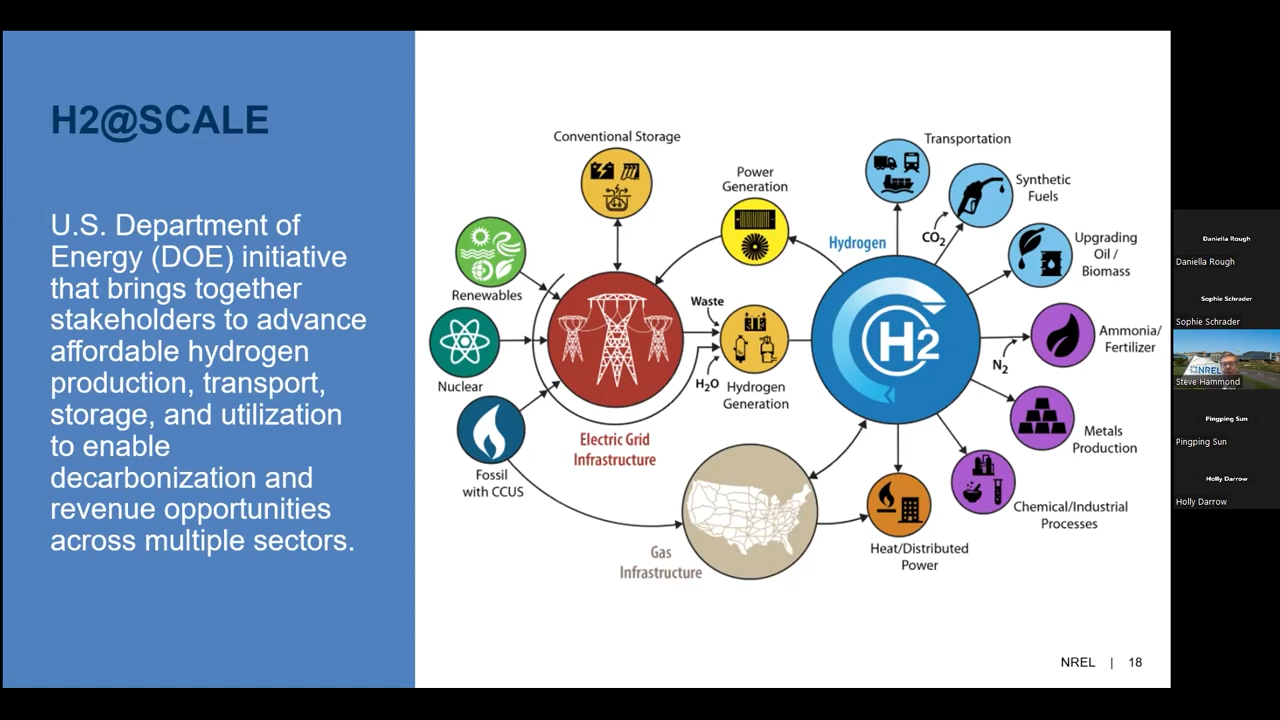 H2@SCALE
U.S. Department of
Energy (DOE) initiative
that brings together
stakeholders to advance
affordable hydrogen
production, transport,
storage, and utilization
to enable
decarbonization and
revenue opportunities
across multiple sectors.
Conventional Storage
Renewables
Nuclear
Fossil
with CCUS
Electric Grid
Infrastructure
Power
Generation
Waste
H2O
Hydrogen
Generation
Gas
Infrastructure
Hydrogen
H2
Transportation
CO2
Synthetic
Fuels
Upgrading
Oil /
Biomass
N2
Ammonia/
Fertilizer
Metals
Production
Chemical/Industrial
Processes
Heat/Distributed
Power
NREL | 18
Daniella Rough
Daniella Rough
Sophie Schrader
Sophie Schrader
NREL
Steve Hammond
Pingping Sun
Pingping Sun
Holly Darrow
Holly Darrow